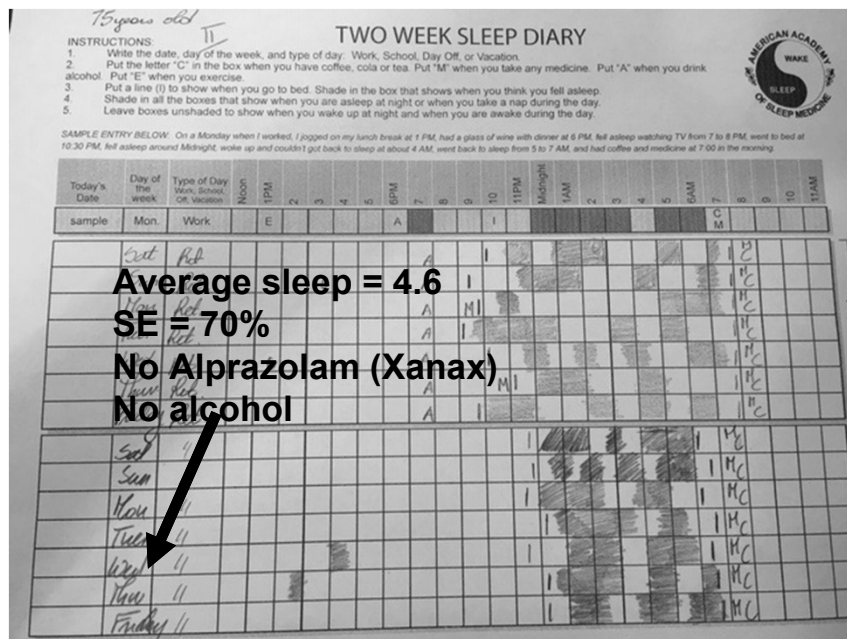 75 years old
II
TWO WEEK SLEEP DIARY
AMERICAN ACADEMY OF SLEEP MEDICINE
WAKE
SLEEP
INSTRUCTIONS:
1. Write the date, day of the week, and type of day: Work, School, Day Off, or Vacation.
2. Put the letter "C" in the box when you have coffee, cola or tea. Put "M" when you take any medicine. Put "A" when you drink
alcohol. Put "E" when you exercise.
3. Put a line (I) to show when you go to bed. Shade in the box that shows when you think you fell asleep.
4. Shade in all the boxes that show when you are asleep at night or when you take a nap during the day.
5. Leave boxes unshaded to show when you wake up at night and when you are awake during the day.
SAMPLE ENTRY BELOW: On a Monday when I worked, I jogged on my lunch break at 1 PM, had a glass of wine with dinner at 6 PM, fell asleep watching TV from 7 to 8 PM, went to bed at
10:30 PM, fell asleep around Midnight, woke up and couldn't got back to sleep at about 4 AM, went back to sleep from 5 to 7 AM, and had coffee and medicine at 7:00 in the morning.
Today's Date Day of the week Type of Day Work, School, Off, Vacation Noon 1PM 2 3 4 5 6PM 7 8 9 10 11PM Midnight 1AM 2 3 4 5 6AM 7 8 9 10 11AM
sample Mon. Work E A I C M
Sat Ret A I I M C
Average sleep = 4.6
A I I M C
Mon Ret A M I I M C
SE = 70%
Ret. A I I M C
No Alprazolam (Xanax)
A I M C
Thur Ret. A M I I M C
No alcohol
A I I M C
Sat " I I M C
Sun I I M C
Mon " I I M C
Tues " I I M C
Wed " I I M C
Thur " I I M C
Friday " I I M C